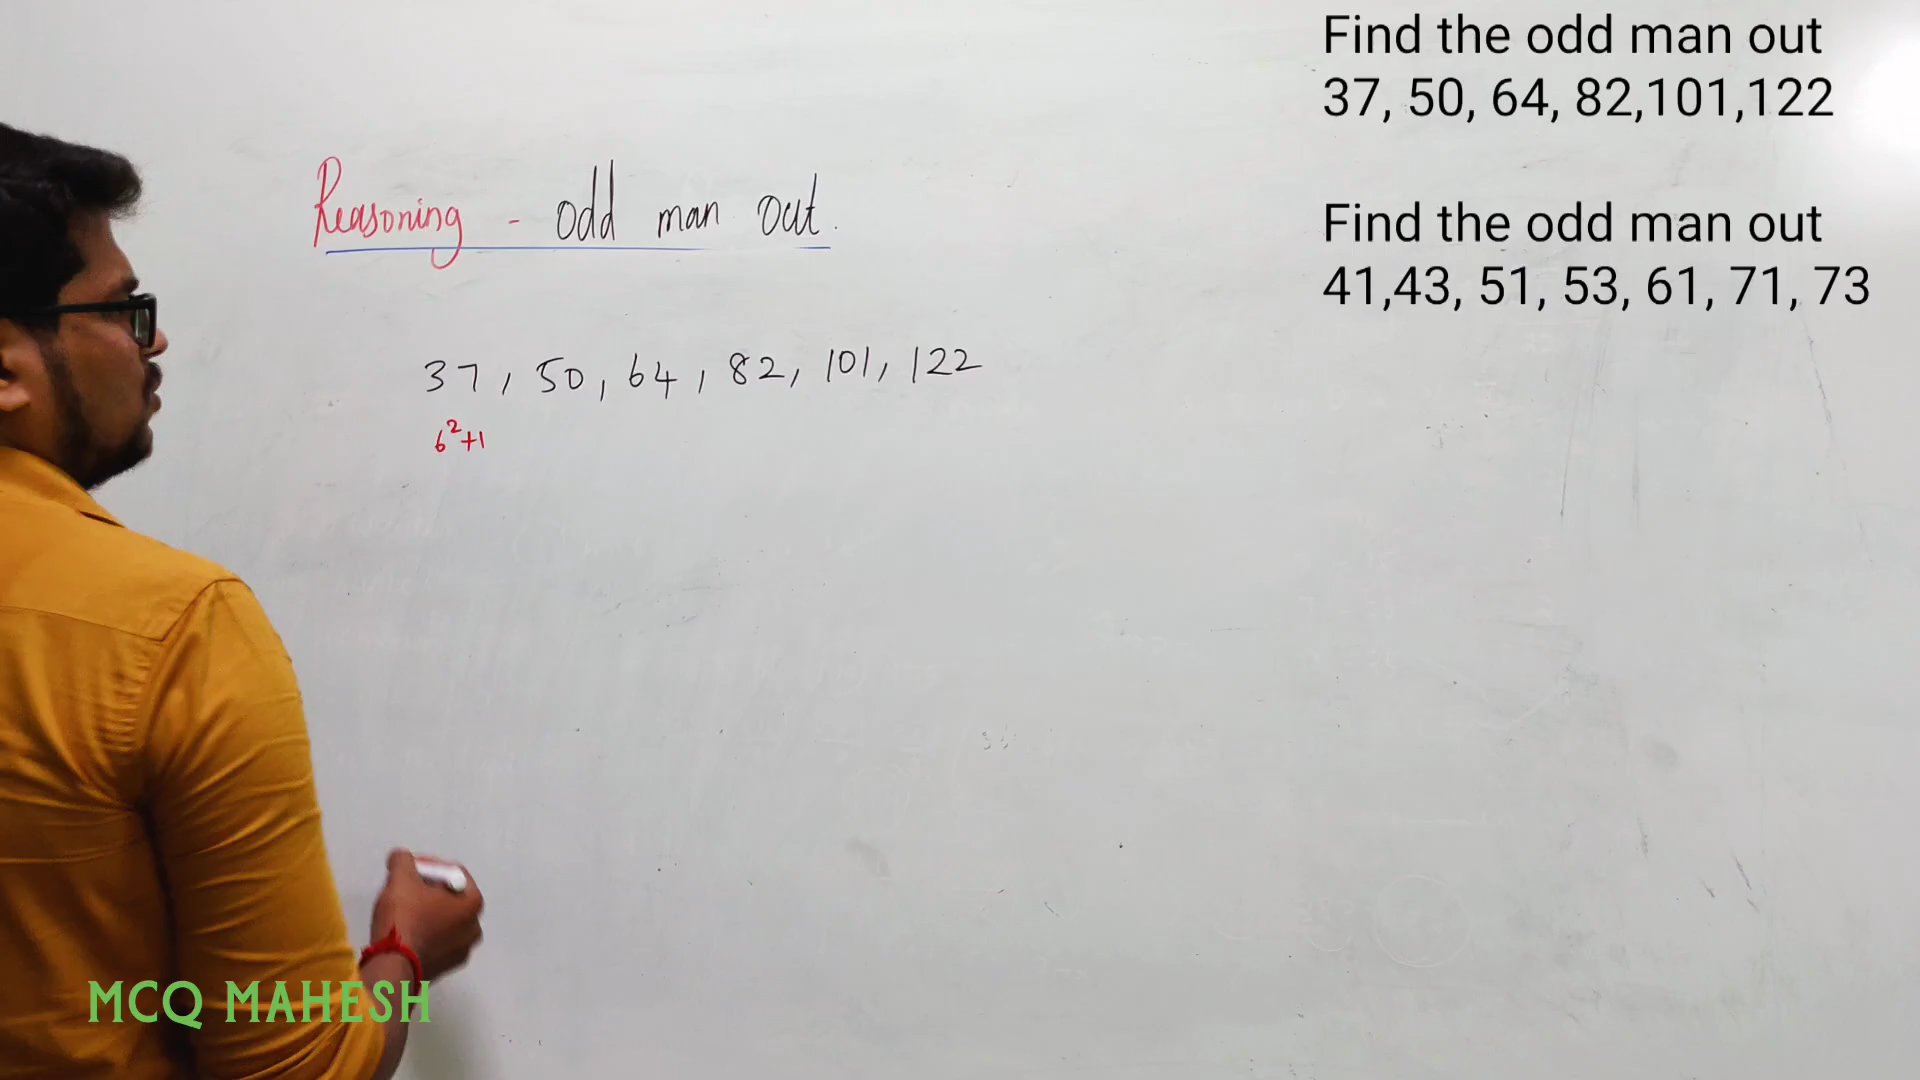 Find the odd man out
37, 50, 64, 82,101,122
Find the odd man out
41,43, 51, 53, 61, 71, 73
Reasoning - odd man out.
37, 50, 64, 82, 101, 122
6²+1
MCQ MAHESH